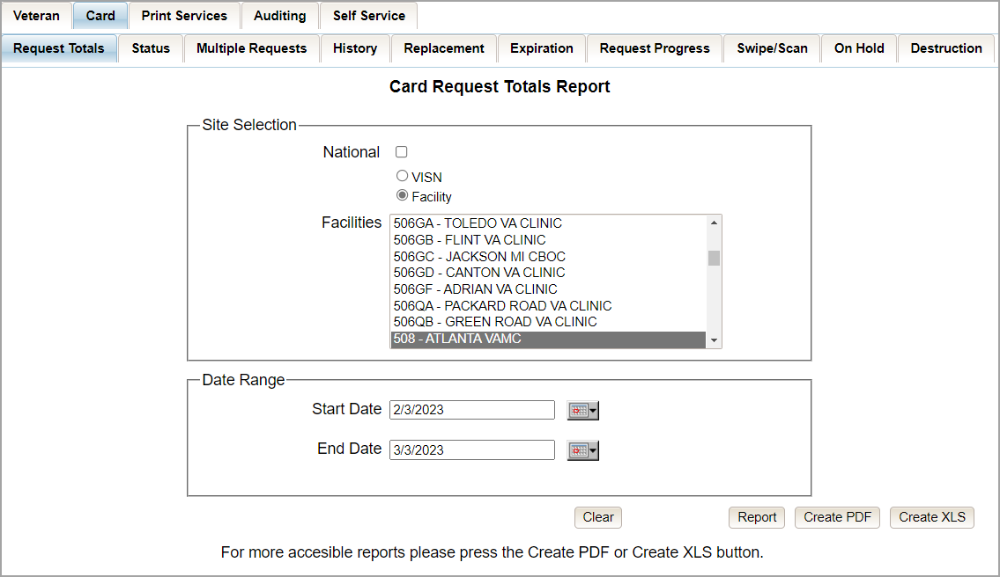 Veteran Card Print Services Auditing Self Service
Request Totals Status Multiple Requests History Replacement Expiration Request Progress Swipe/Scan On Hold Destruction
Card Request Totals Report
Site Selection
National
VISN
Facility
Facilities
506GA - TOLEDO VA CLINIC
506GB - FLINT VA CLINIC
506GC - JACKSON MI CBOC
506GD - CANTON VA CLINIC
506GF - ADRIAN VA CLINIC
506QA - PACKARD ROAD VA CLINIC
506QB - GREEN ROAD VA CLINIC
508 - ATLANTA VAMC
Date Range
Start Date 2/3/2023
End Date 3/3/2023
Clear Report Create PDF Create XLS
For more accesible reports please press the Create PDF or Create XLS button.